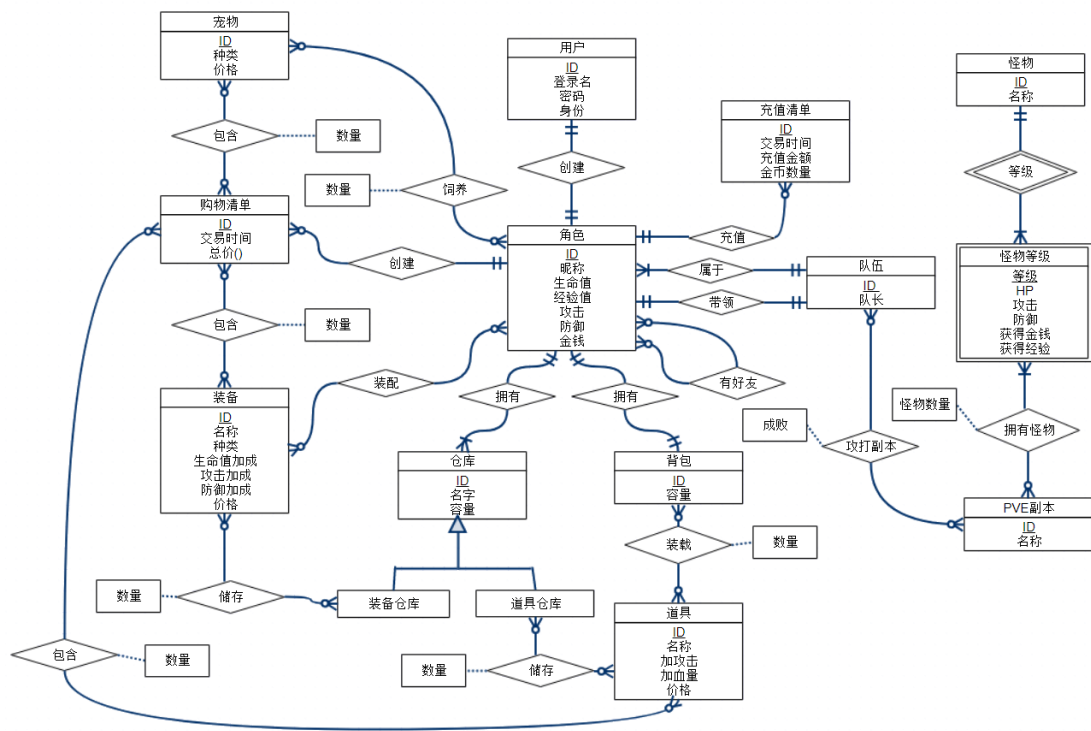 宠物
ID
种类
价格
用户
ID
登录名
密码
身份
怪物
ID
名称
充值清单
ID
交易时间
充值金额
金币数量
包含
数量
创建
等级
数量
饲养
购物清单
ID
交易时间
总价()
创建
角色
ID
昵称
生命值
经验值
攻击
防御
金钱
充值
属于
带领
队伍
ID
队长
怪物等级
等级
HP
攻击
防御
获得金钱
获得经验
包含
数量
装配
有好友
拥有
拥有
装备
ID
名称
种类
生命值加成
攻击加成
防御加成
价格
成败
攻打副本
怪物数量
拥有怪物
仓库
ID
名字
容量
背包
ID
容量
PVE副本
ID
名称
装载
数量
数量
储存
装备仓库
道具仓库
道具
ID
名称
加攻击
加血量
价格
包含
数量
数量
储存